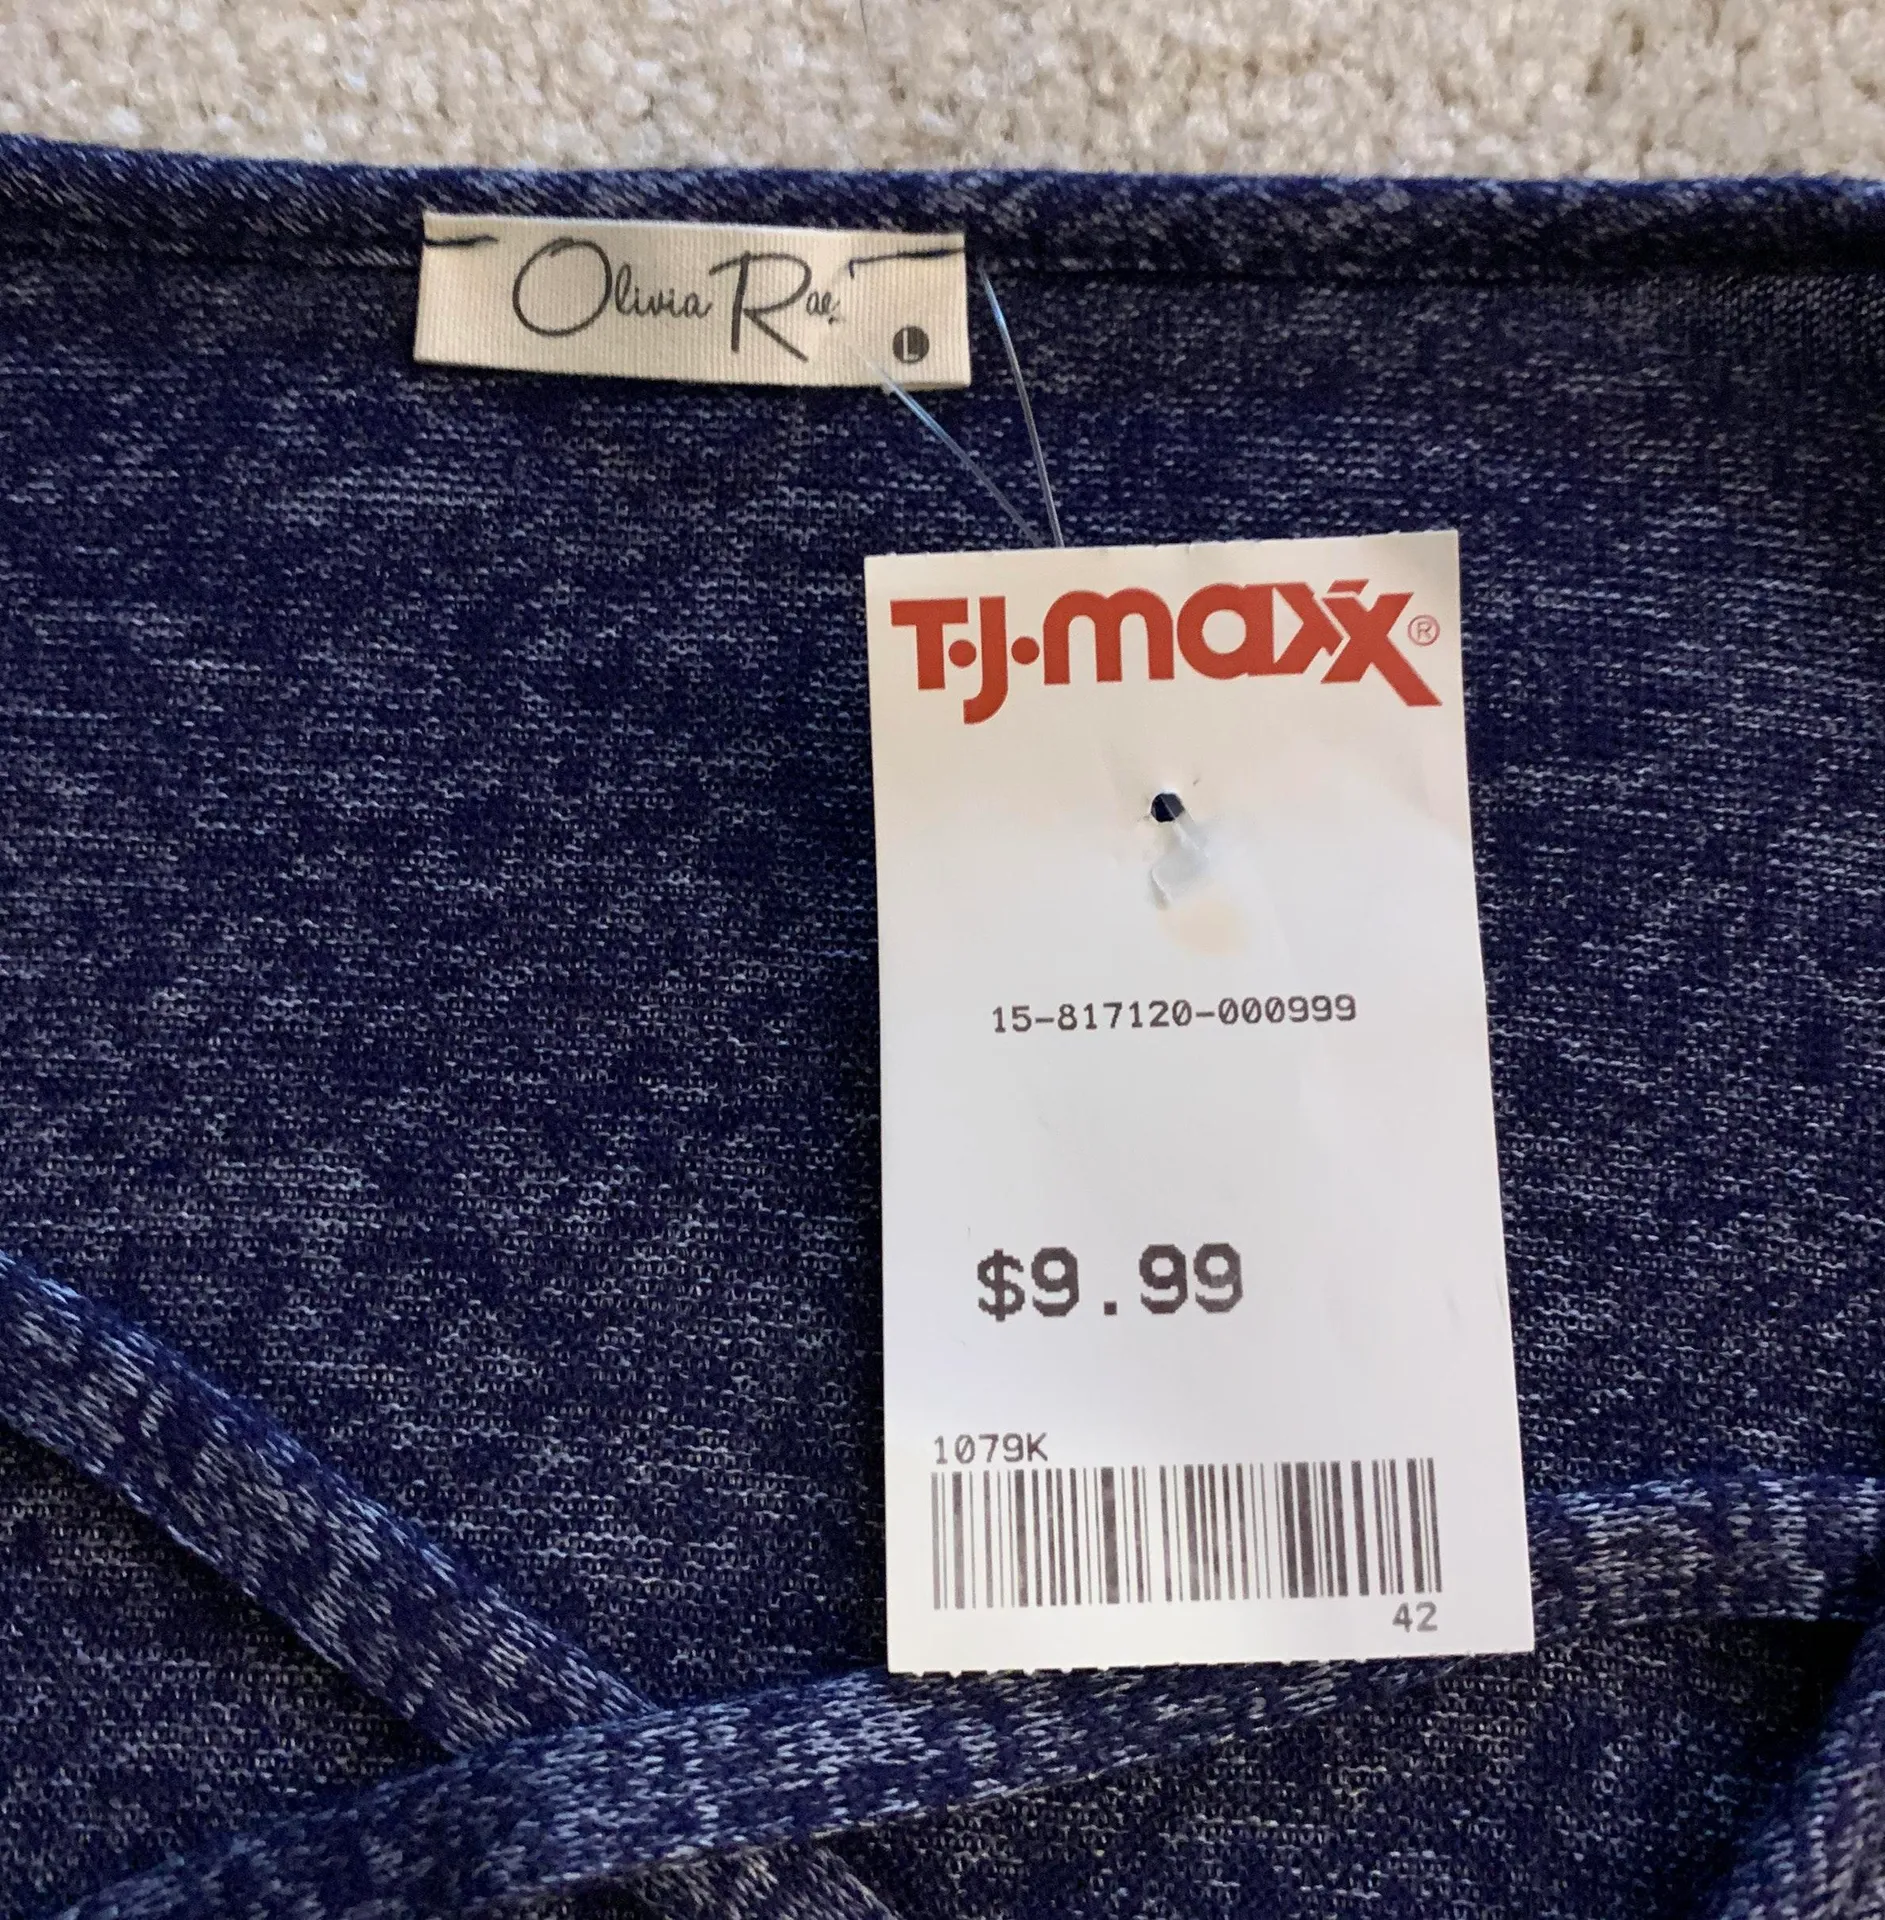 Olivia Rae
L
T·J·maxx®
15-817120-000999
$9.99
1079K
42